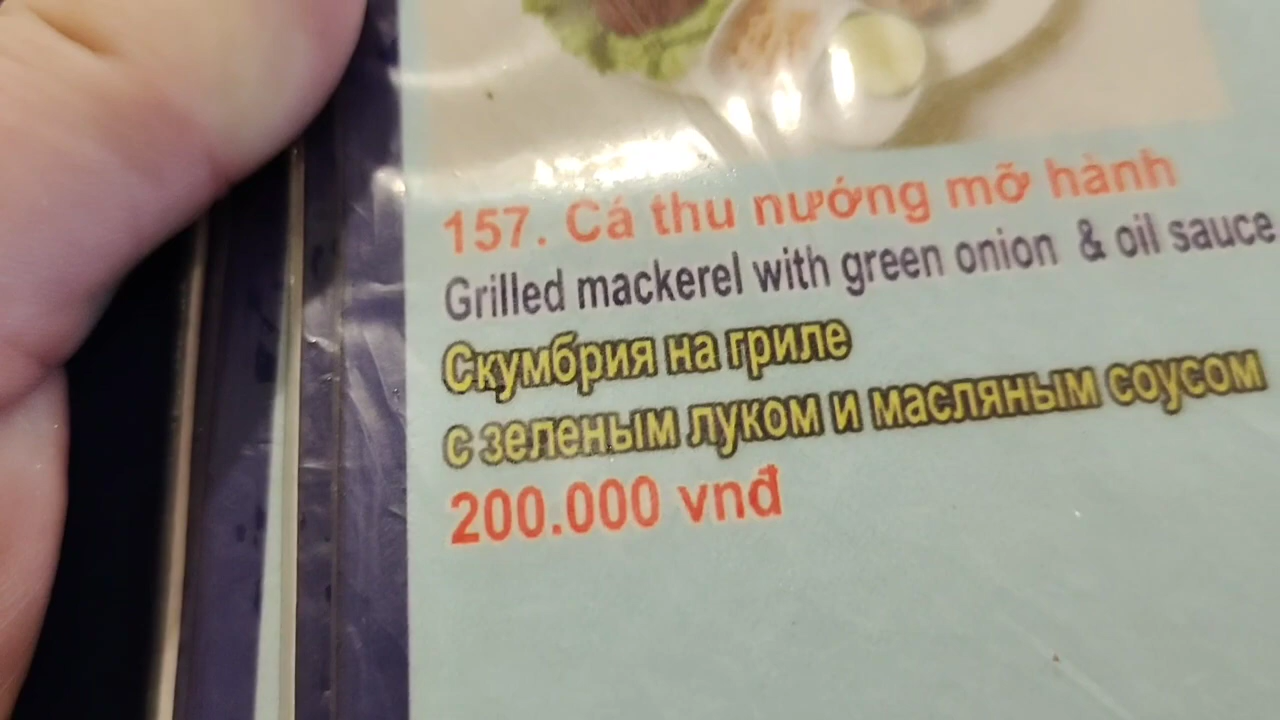 157. Cá thu nướng mỡ hành
Grilled mackerel with green onion & oil sauce
Скумбрия на гриле
с зеленым луком и масляным соусом
200.000 vnđ